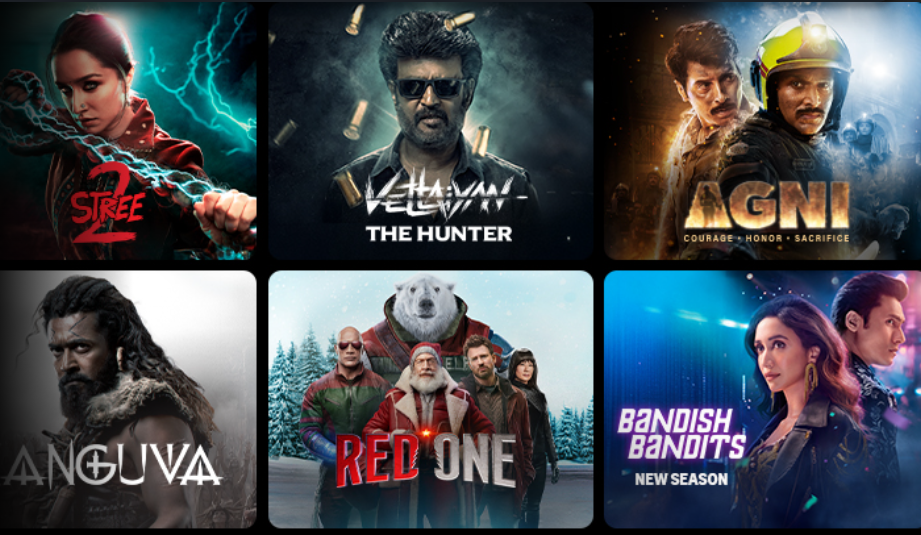 STREE
2
VETTAIYAN
THE HUNTER
AGNI
COURAGE • HONOR • SACRIFICE
ANGUVA
RED ONE
BANDISH
BANDITS
NEW SEASON